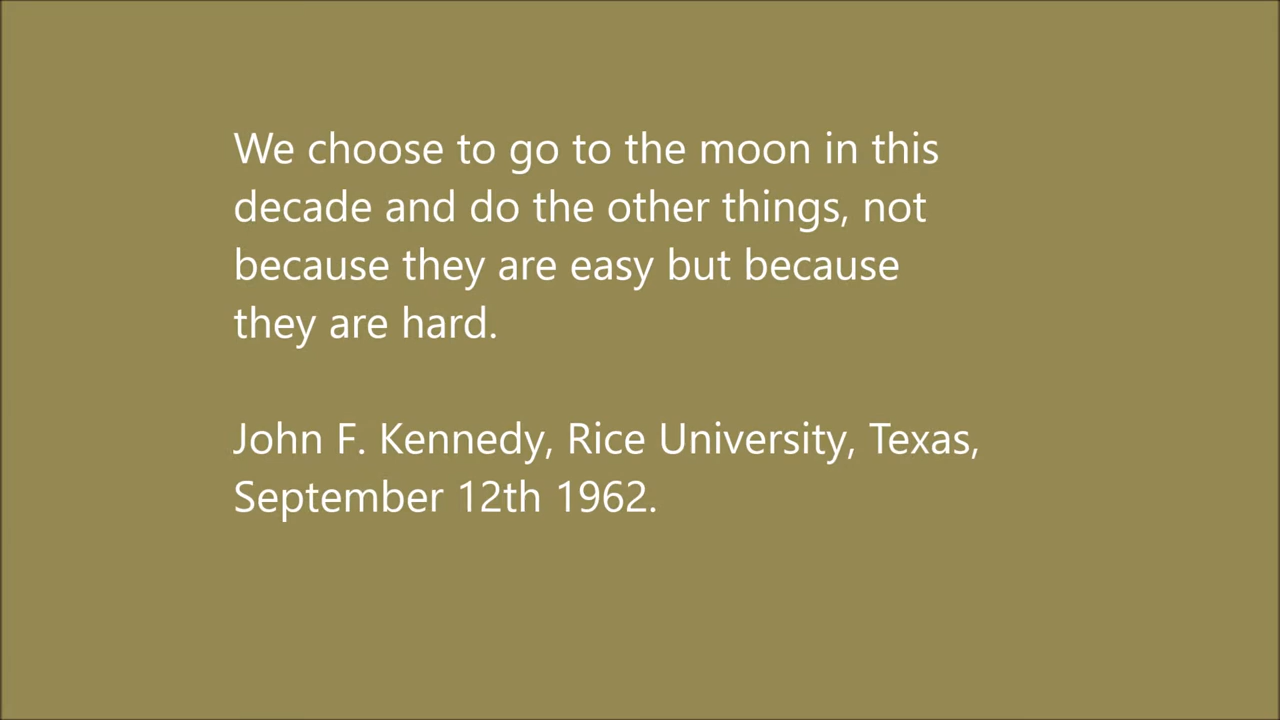 We choose to go to the moon in this
decade and do the other things, not
because they are easy but because
they are hard.
John F. Kennedy, Rice University, Texas,
September 12th 1962.